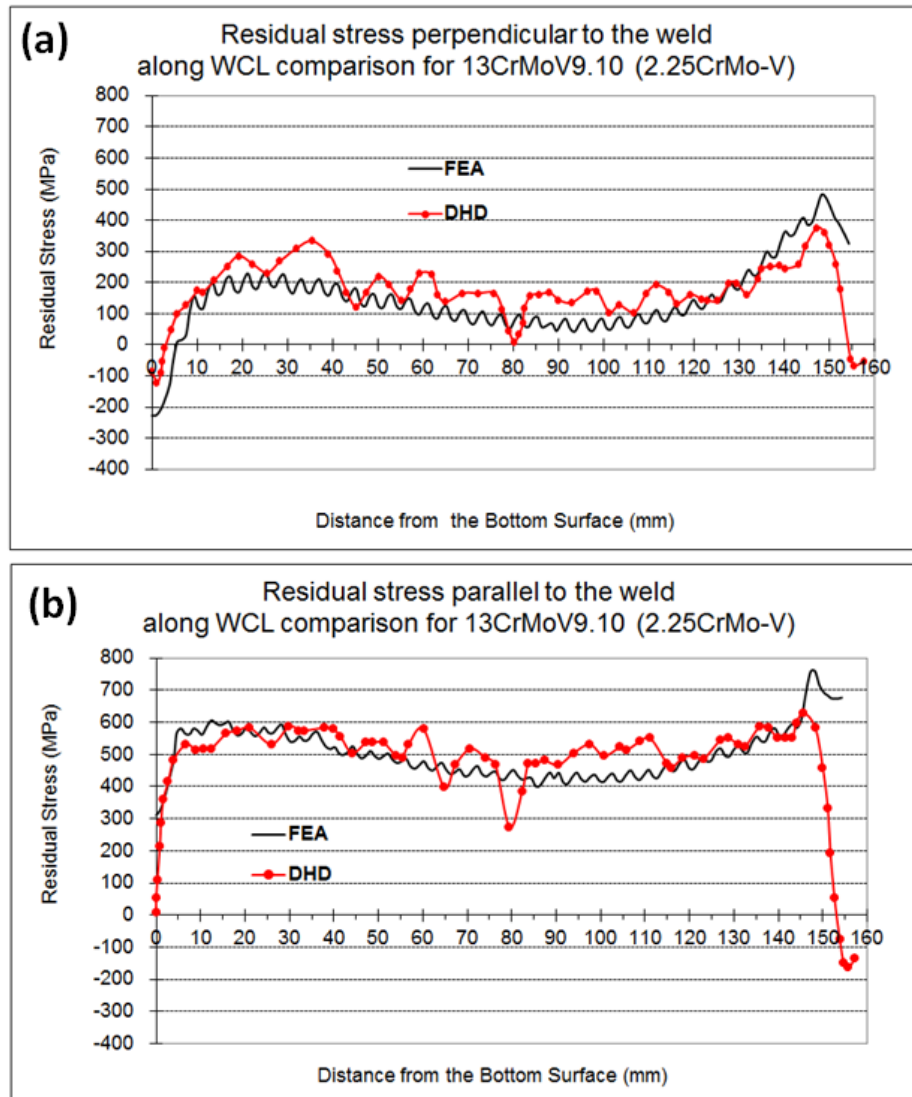 (a)
Residual stress perpendicular to the weld
along WCL comparison for 13CrMoV9.10 (2.25CrMo-V)
800
700
600
500
400
300
200
100
0
-100
-200
-300
-400
Residual Stress (MPa)
FEA
DHD
0 10 20 30 40 50 60 70 80 90 100 110 120 130 140 150 160
Distance from the Bottom Surface (mm)
(b)
Residual stress parallel to the weld
along WCL comparison for 13CrMoV9.10 (2.25CrMo-V)
800
700
600
500
400
300
200
100
0
-100
-200
-300
-400
Residual Stress (MPa)
FEA
DHD
0 10 20 30 40 50 60 70 80 90 100 110 120 130 140 150 160
Distance from the Bottom Surface (mm)